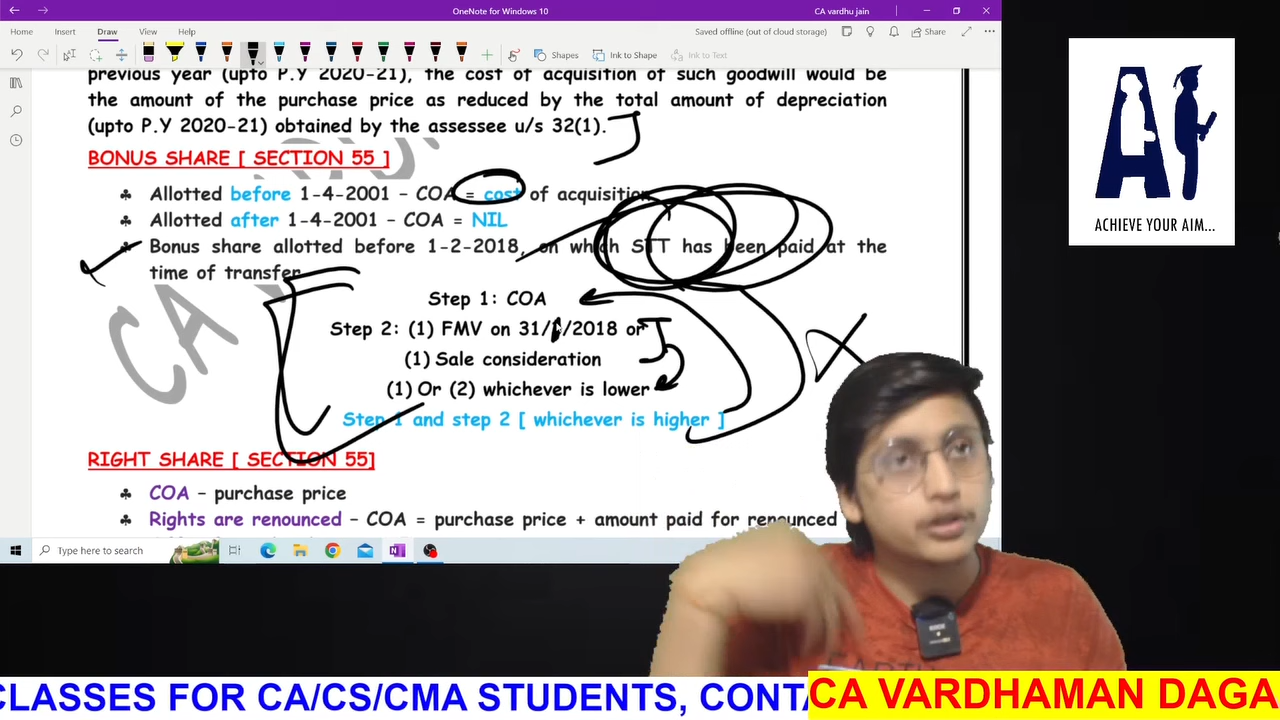 OneNote for Windows 10
CA vardhu jain
Home Insert Draw View Help
Saved offline (out of cloud storage) Share
Shapes Ink to Shape Ink to Text
previous year (upto P.Y 2020-21), the cost of acquisition of such goodwill would be
the amount of the purchase price as reduced by the total amount of depreciation
(upto P.Y 2020-21) obtained by the assessee u/s 32(1).
BONUS SHARE [ SECTION 55 ]
Allotted before 1-4-2001 – COA = cost of acquisition
Allotted after 1-4-2001 – COA = NIL
Bonus share allotted before 1-2-2018, on which STT has been paid at the
time of transfer
Step 1: COA
Step 2: (1) FMV on 31/1/2018 or
(1) Sale consideration
(1) Or (2) whichever is lower
Step 1 and step 2 [ whichever is higher ]
RIGHT SHARE [ SECTION 55]
COA – purchase price
Rights are renounced – COA = purchase price + amount paid for renounced
Type here to search
AI
ACHIEVE YOUR AIM...
CLASSES FOR CA/CS/CMA STUDENTS, CONTA
CA VARDHAMAN DAGA